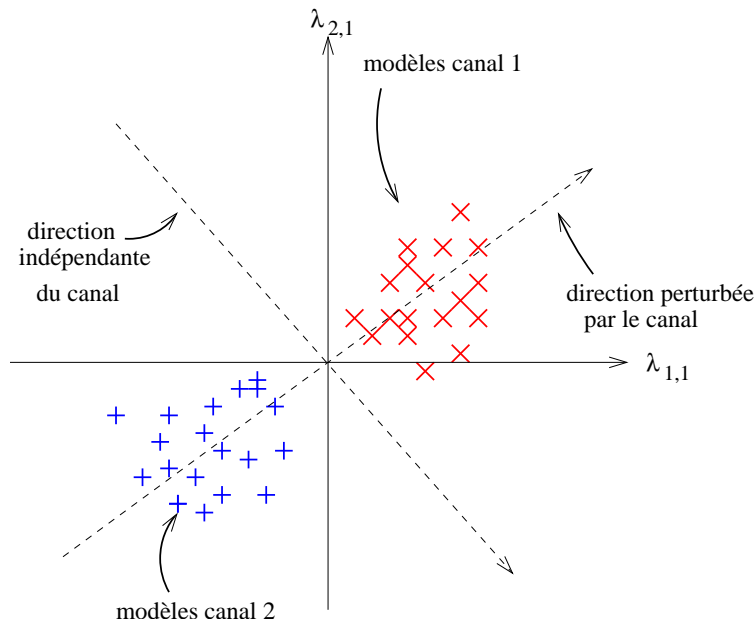 λ2,1
modèles canal 1
direction
indépendante
du canal
direction perturbée
par le canal
λ1,1
modèles canal 2